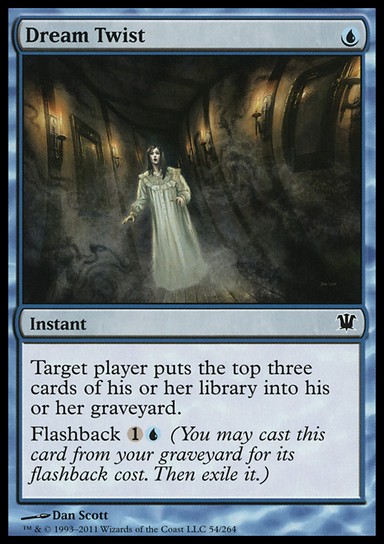 Dream Twist
Instant
Target player puts the top three
cards of his or her library into his
or her graveyard.
Flashback 1 (You may cast this
card from your graveyard for its
flashback cost. Then exile it.)
Dan Scott
™ & © 1993–2011 Wizards of the Coast LLC 54/264